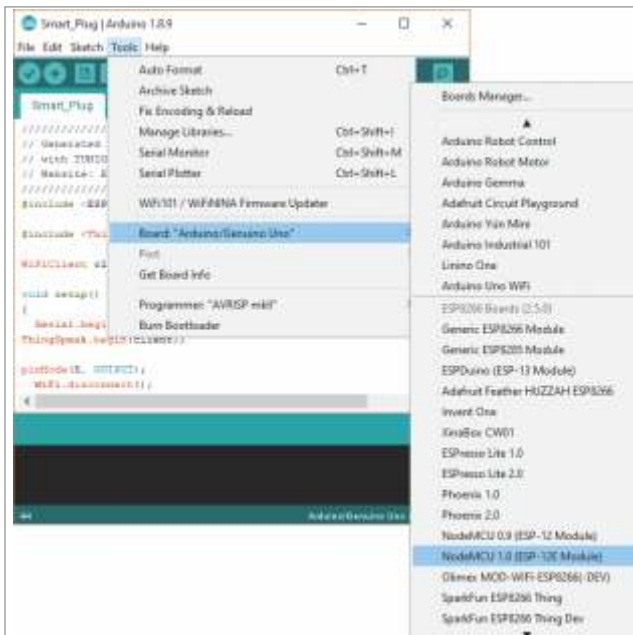 Smart_Plug | Arduino 1.8.9
File Edit Sketch Tools Help
Smart_Plug
// Generated
// with
// Website:
#include <ESP
#include <Thi
WiFiClient cl
void setup()
{
Serial.begi
ThingSpeak.begin(client);
pinMode(5, OUTPUT);
WiFi.disconnect();
Auto Format Ctrl+T
Archive Sketch
Fix Encoding & Reload
Manage Libraries... Ctrl+Shift+I
Serial Monitor Ctrl+Shift+M
Serial Plotter Ctrl+Shift+L
WiFi101 / WiFiNINA Firmware Updater
Board: "Arduino/Genuino Uno"
Port
Get Board Info
Programmer: "AVRISP mkII"
Burn Bootloader
Boards Manager...
Arduino Robot Control
Arduino Robot Motor
Arduino Gemma
Adafruit Circuit Playground
Arduino Yún Mini
Arduino Industrial 101
Linino One
Arduino Uno WiFi
ESP8266 Boards (2.5.0)
Generic ESP8266 Module
Generic ESP8285 Module
ESPDuino (ESP-13 Module)
Adafruit Feather HUZZAH ESP8266
Invent One
XinaBox CW01
ESPresso Lite 1.0
ESPresso Lite 2.0
Phoenix 1.0
Phoenix 2.0
NodeMCU 0.9 (ESP-12 Module)
NodeMCU 1.0 (ESP-12E Module)
Olimex MOD-WIFI-ESP8266(-DEV)
SparkFun ESP8266 Thing
SparkFun ESP8266 Thing Dev
Arduino/Genuino Uno